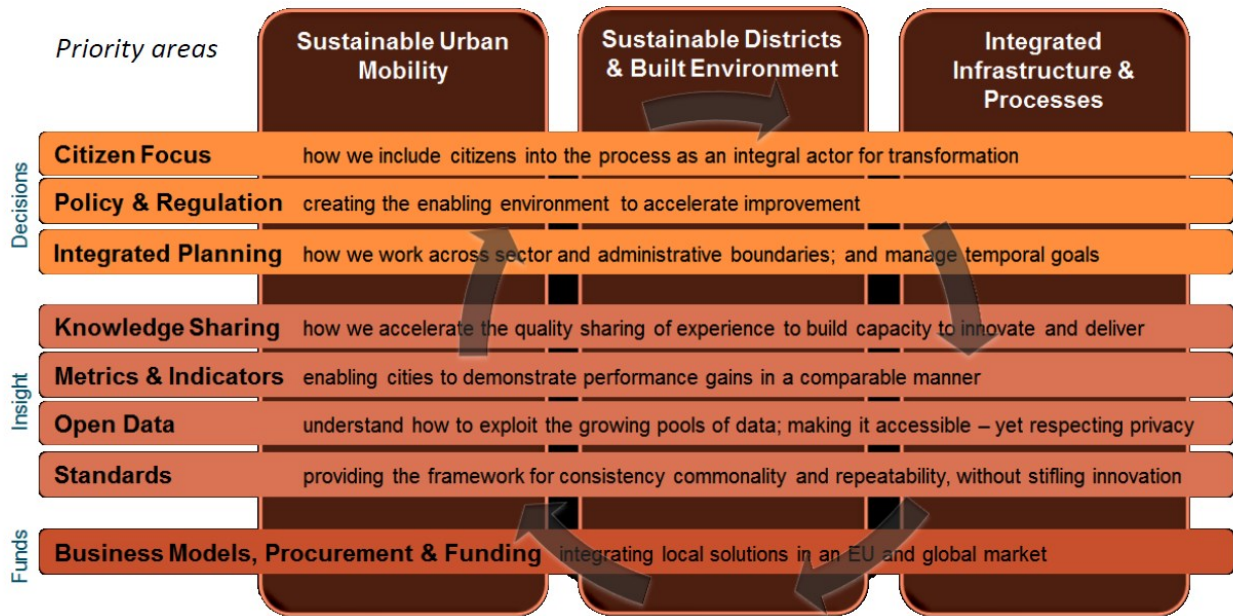 Priority areas
Sustainable Urban
Mobility
Sustainable Districts
& Built Environment
Integrated
Infrastructure &
Processes
Decisions
Citizen Focus how we include citizens into the process as an integral actor for transformation
Policy & Regulation creating the enabling environment to accelerate improvement
Integrated Planning how we work across sector and administrative boundaries; and manage temporal goals
Insight
Knowledge Sharing how we accelerate the quality sharing of experience to build capacity to innovate and deliver
Metrics & Indicators enabling cities to demonstrate performance gains in a comparable manner
Open Data understand how to exploit the growing pools of data; making it accessible – yet respecting privacy
Standards providing the framework for consistency commonality and repeatability, without stifling innovation
Funds
Business Models, Procurement & Funding integrating local solutions in an EU and global market